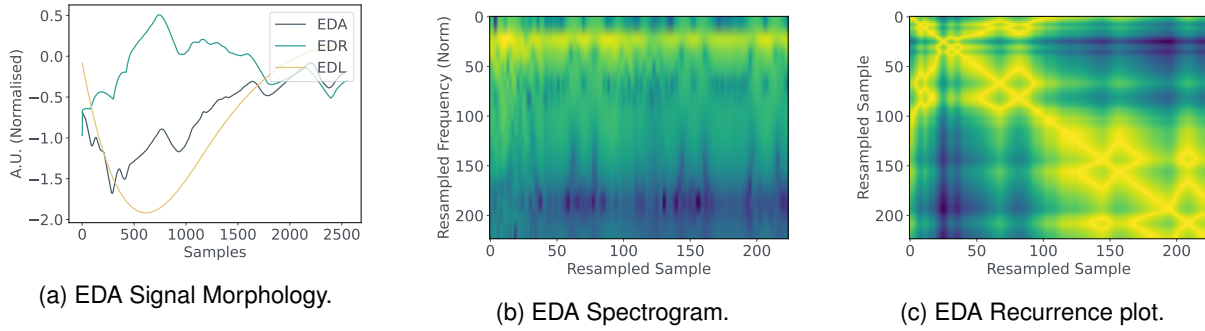 A.U. (Normalised)
0.5
0.0
−0.5
−1.0
−1.5
−2.0
0 500 1000 1500 2000 2500
Samples
EDA
EDR
EDL
(a) EDA Signal Morphology.
Resampled Frequency (Norm)
0
50
100
150
200
0 50 100 150 200
Resampled Sample
(b) EDA Spectrogram.
Resampled Sample
0
50
100
150
200
0 50 100 150 200
Resampled Sample
(c) EDA Recurrence plot.